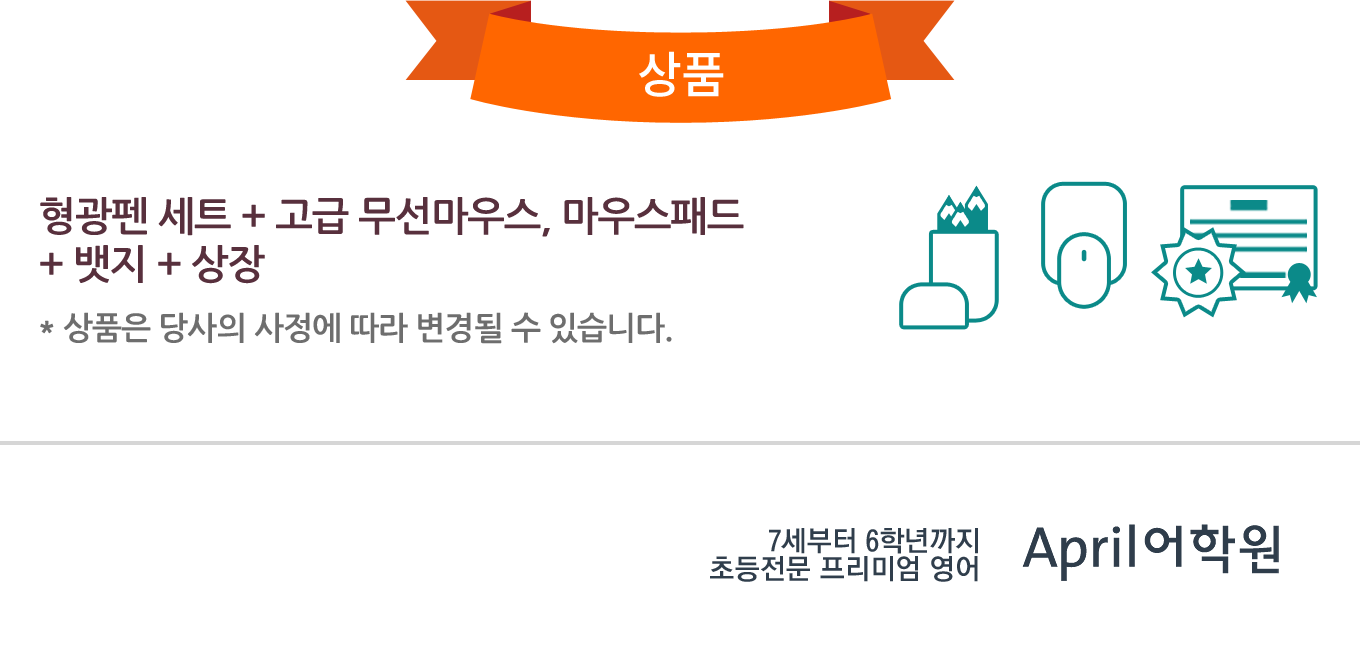 상품
형광펜 세트 + 고급 무선마우스, 마우스패드
+ 뱃지 + 상장
* 상품은 당사의 사정에 따라 변경될 수 있습니다.
7세부터 6학년까지
초등전문 프리미엄 영어
April어학원